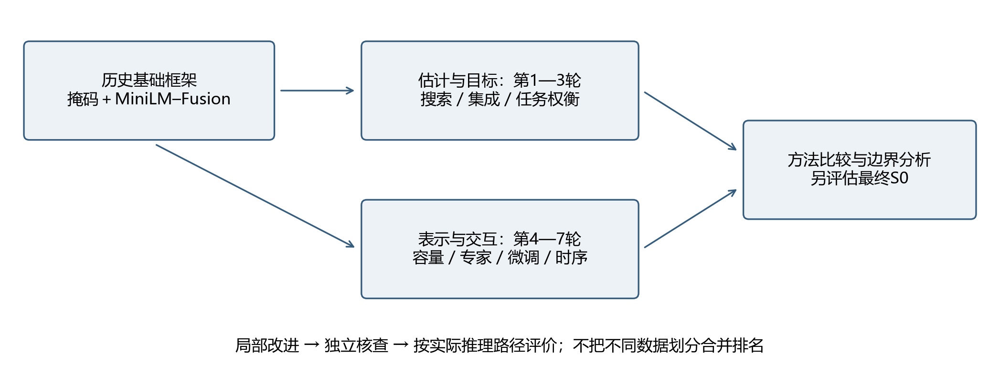 历史基础框架
掩码 + MiniLM–Fusion
估计与目标：第1—3轮
搜索 / 集成 / 任务权衡
表示与交互：第4—7轮
容量 / 专家 / 微调 / 时序
方法比较与边界分析
另评估最终S0
局部改进 → 独立核查 → 按实际推理路径评价；不把不同数据划分合并排名